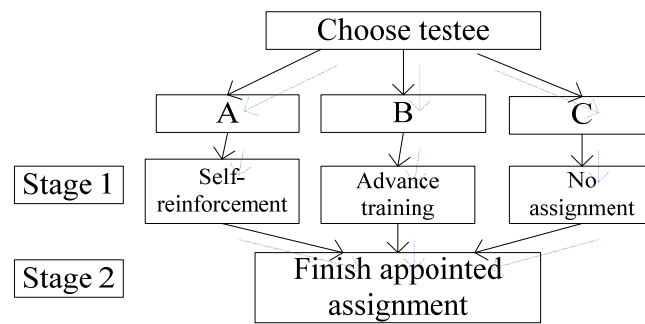 Choose testee
A
B
C
Stage 1
Self-
reinforcement
Advance
training
No
assignment
Stage 2
Finish appointed
assignment